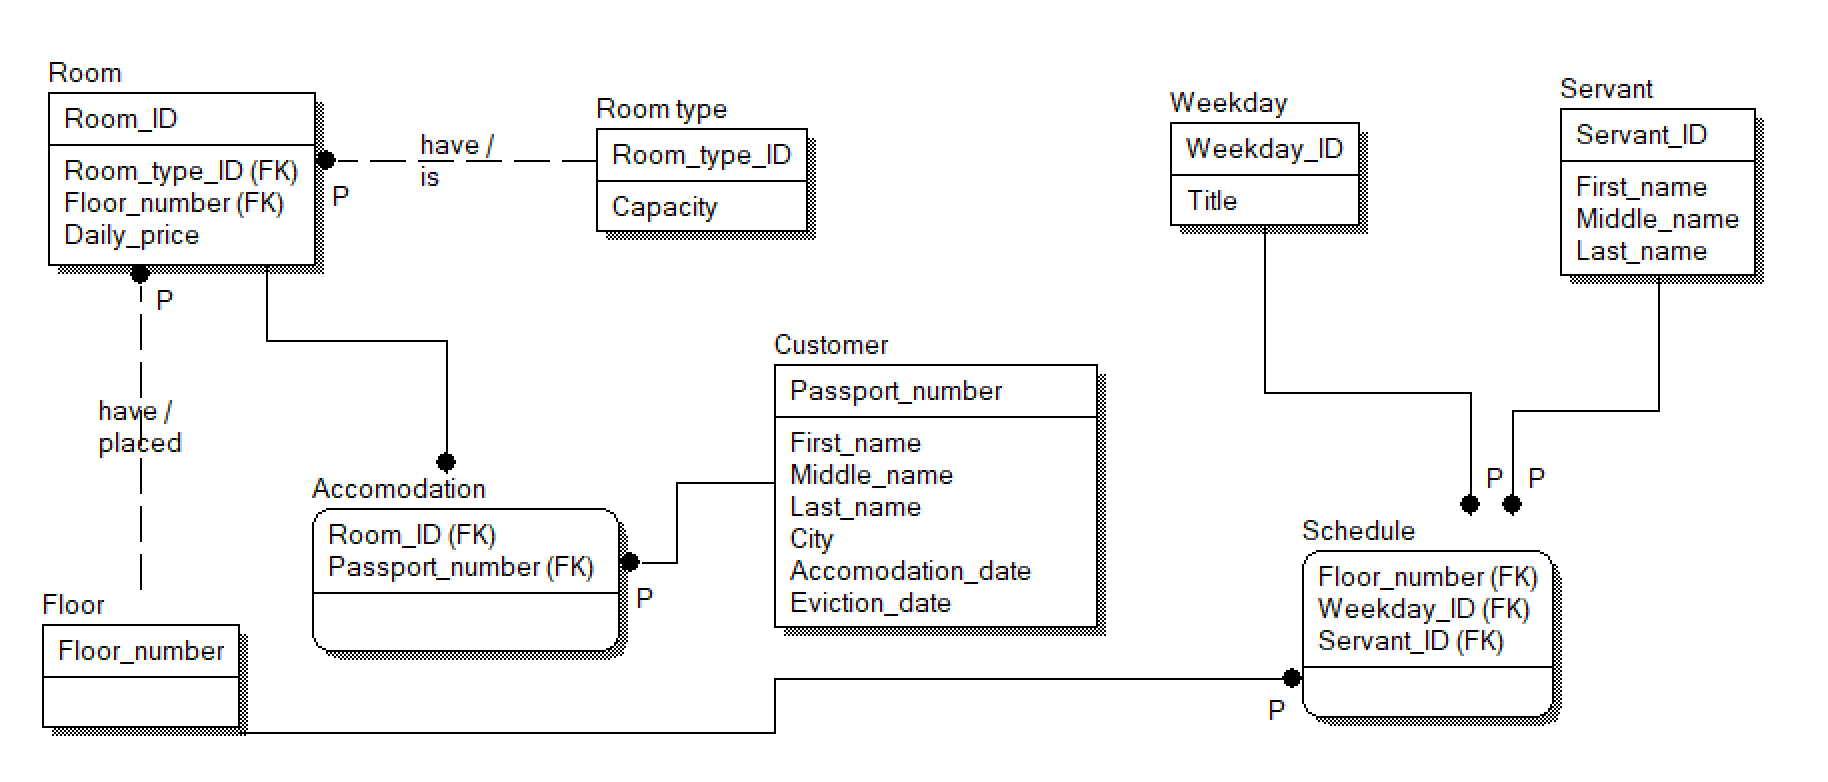 Room
Room_ID
Room_type_ID (FK)
Floor_number (FK)
Daily_price
P
P
have /
is
Room type
Room_type_ID
Capacity
Weekday
Weekday_ID
Title
Servant
Servant_ID
First_name
Middle_name
Last_name
have /
placed
Customer
Passport_number
First_name
Middle_name
Last_name
City
Accomodation_date
Eviction_date
Accomodation
Room_ID (FK)
Passport_number (FK)
P
P
P
Schedule
Floor_number (FK)
Weekday_ID (FK)
Servant_ID (FK)
P
Floor
Floor_number